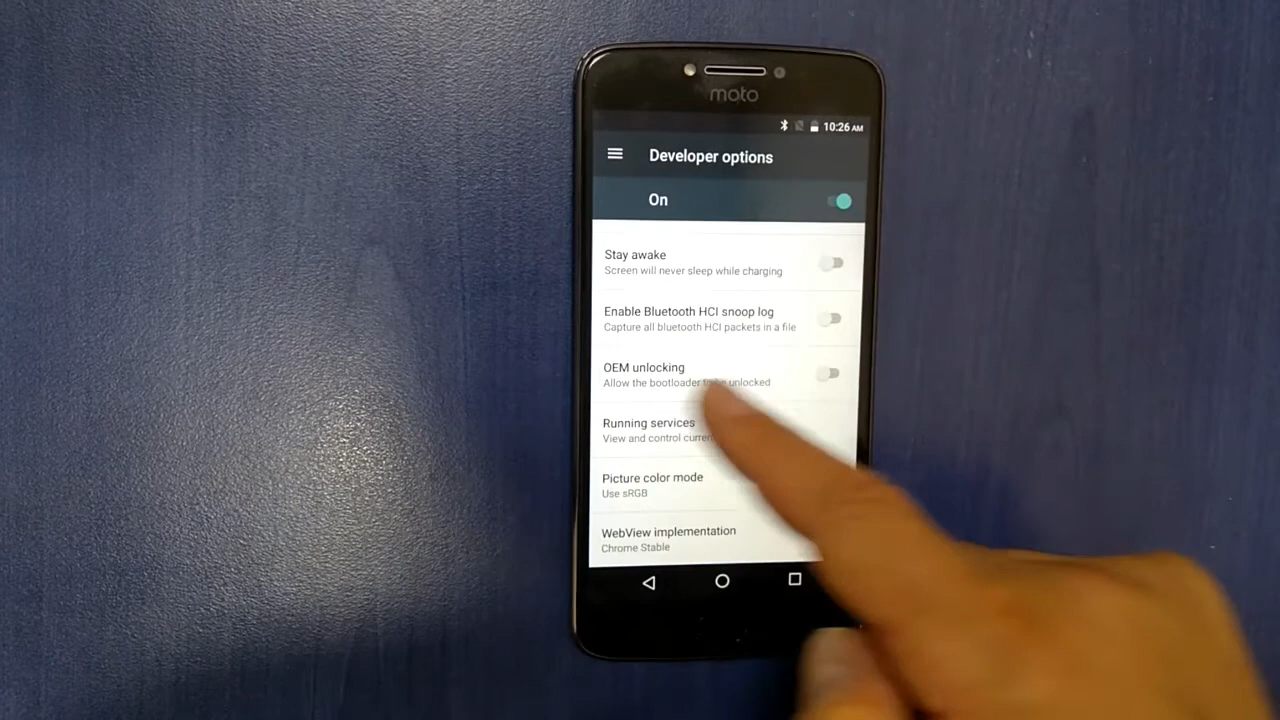 moto
10:26 AM
Developer options
On
Stay awake
Screen will never sleep while charging
Enable Bluetooth HCI snoop log
Capture all bluetooth HCI packets in a file
OEM unlocking
Allow the bootloader to be unlocked
Running services
View and control
Picture color mode
Use sRGB
WebView implementation
Chrome Stable